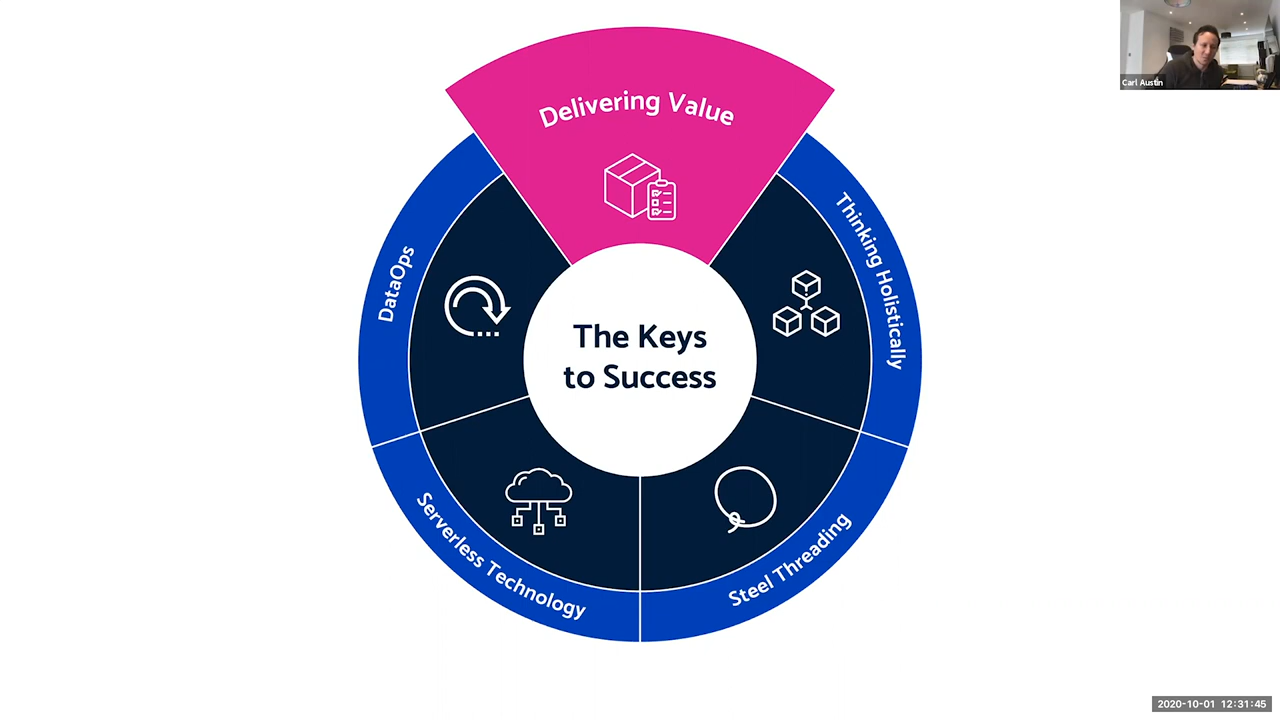 Carl Austin
Delivering Value
Thinking Holistically
DataOps
The Keys
to Success
Serverless Technology
Steel Threading
2020-10-01 12:31:45